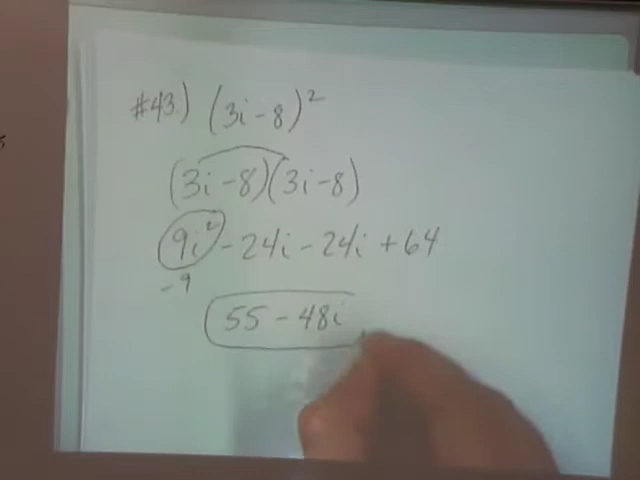 #43.) (3i - 8)²
(3i - 8)(3i - 8)
9i² - 24i - 24i + 64
- 9
55 - 48i